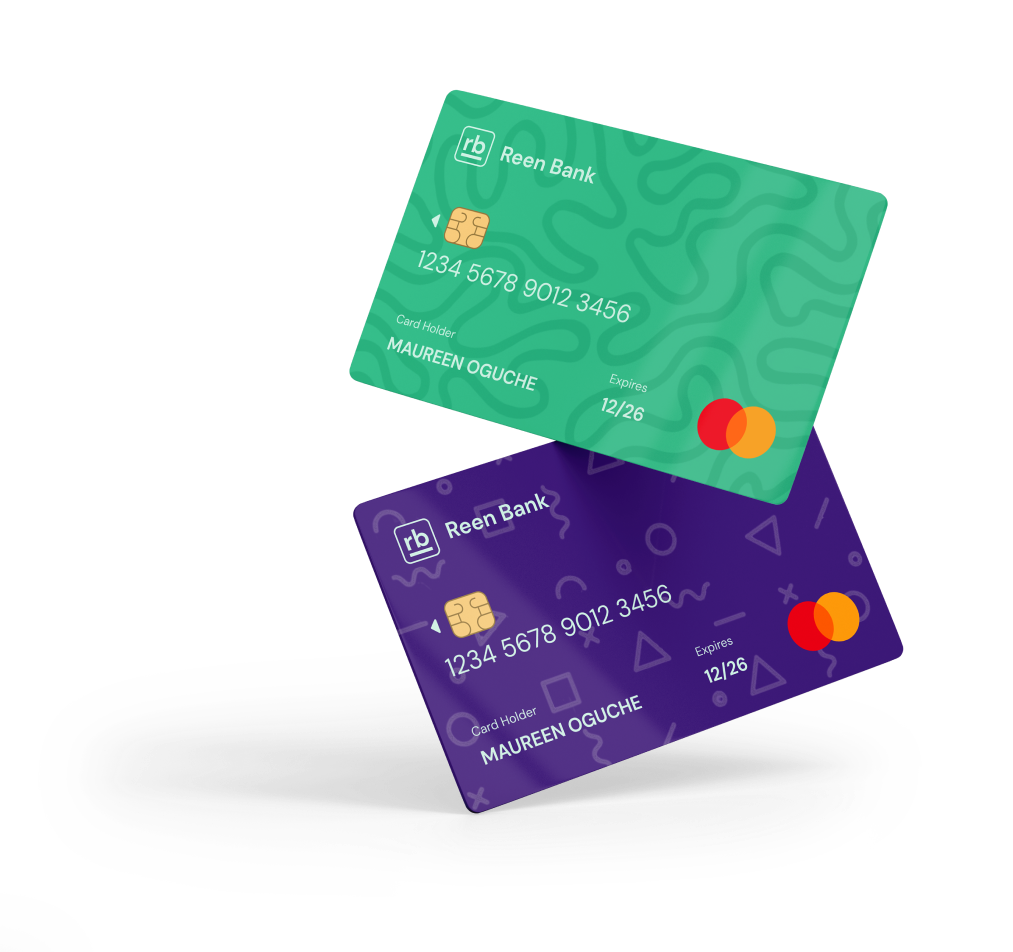 rb Reen Bank
1234 5678 9012 3456
Card Holder
MAUREEN OGUCHE
Expires
12/26
rb Reen Bank
1234 5678 9012 3456
Card Holder
MAUREEN OGUCHE
Expires
12/26